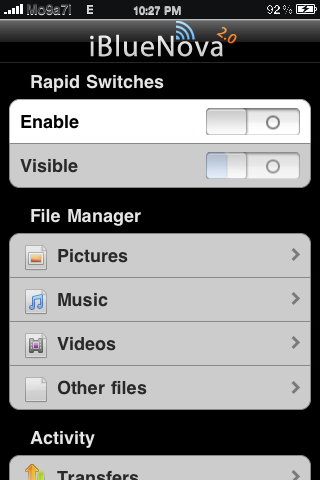 Mo9a7i E 10:27 PM 92%
iBlueNova 2.0
Rapid Switches
Enable
Visible
File Manager
Pictures
Music
Videos
Other files
Activity
Transfers